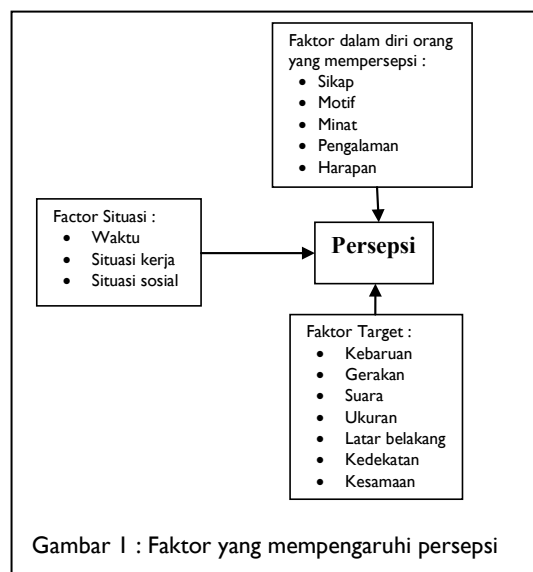 Faktor dalam diri orang
yang mempersepsi :
• Sikap
• Motif
• Minat
• Pengalaman
• Harapan
Factor Situasi :
• Waktu
• Situasi kerja
• Situasi sosial
Persepsi
Faktor Target :
• Kebaruan
• Gerakan
• Suara
• Ukuran
• Latar belakang
• Kedekatan
• Kesamaan
Gambar 1 : Faktor yang mempengaruhi persepsi